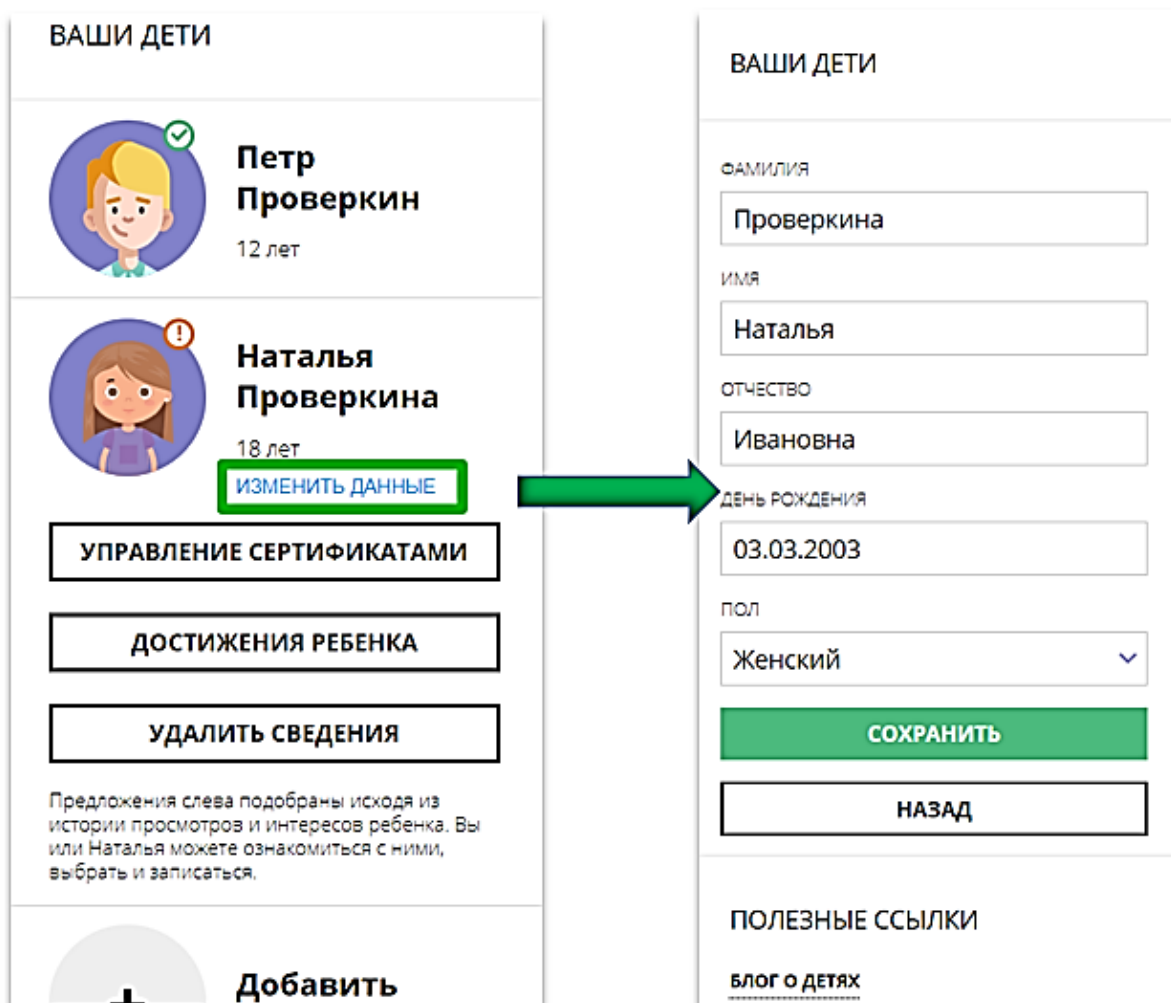 ВАШИ ДЕТИ
Петр
Проверкин
12 лет
Наталья
Проверкина
18 лет
ИЗМЕНИТЬ ДАННЫЕ
УПРАВЛЕНИЕ СЕРТИФИКАТАМИ
ДОСТИЖЕНИЯ РЕБЕНКА
УДАЛИТЬ СВЕДЕНИЯ
Предложения слева подобраны исходя из
истории просмотров и интересов ребенка. Вы
или Наталья можете ознакомиться с ними,
выбрать и записаться.
Добавить
ВАШИ ДЕТИ
ФАМИЛИЯ
Проверкина
ИМЯ
Наталья
ОТЧЕСТВО
Ивановна
ДЕНЬ РОЖДЕНИЯ
03.03.2003
ПОЛ
Женский
СОХРАНИТЬ
НАЗАД
ПОЛЕЗНЫЕ ССЫЛКИ
БЛОГ О ДЕТЯХ